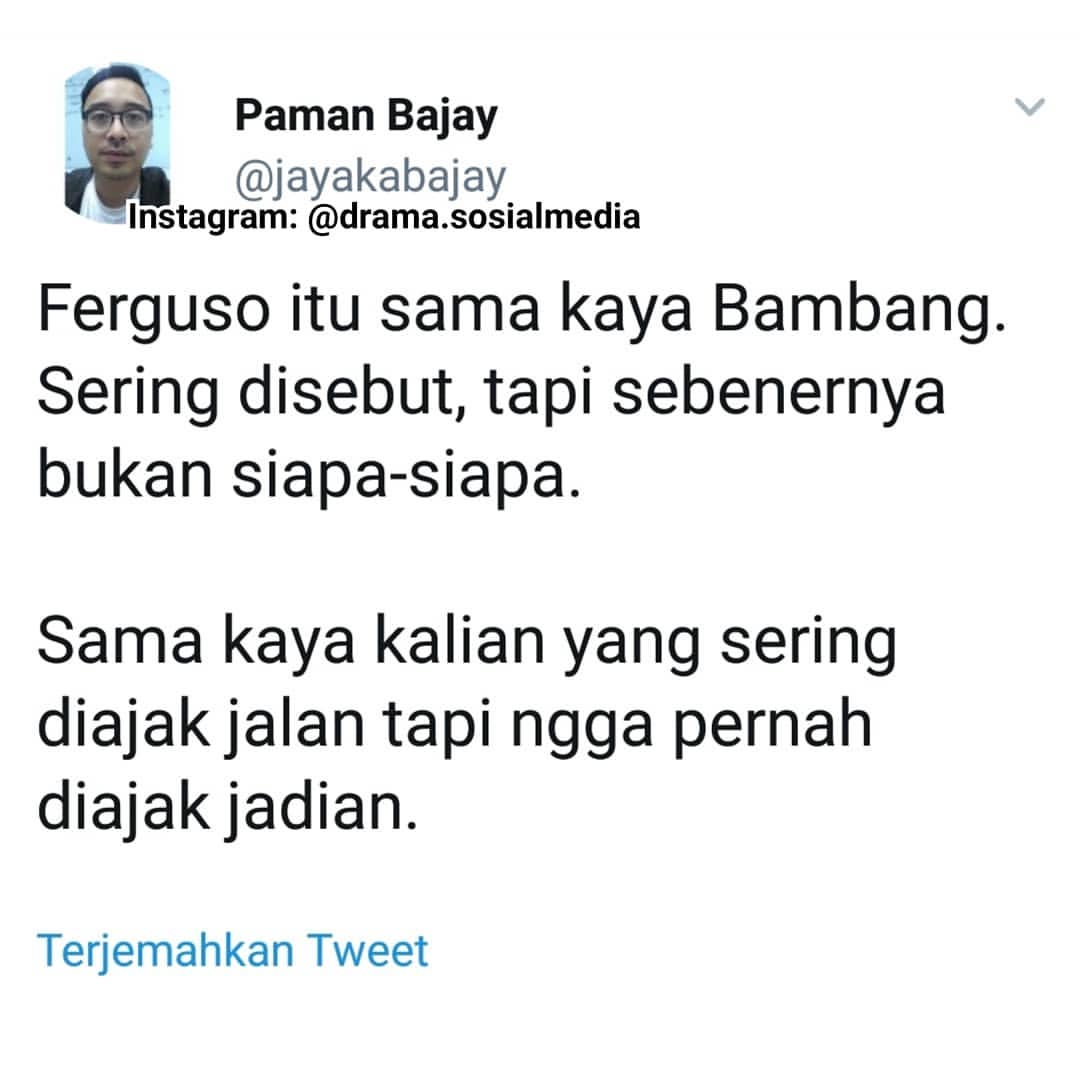 Paman Bajay
@jayakabajay
Instagram: @drama.sosialmedia
Ferguso itu sama kaya Bambang.
Sering disebut, tapi sebenernya
bukan siapa-siapa.
Sama kaya kalian yang sering
diajak jalan tapi ngga pernah
diajak jadian.
Terjemahkan Tweet